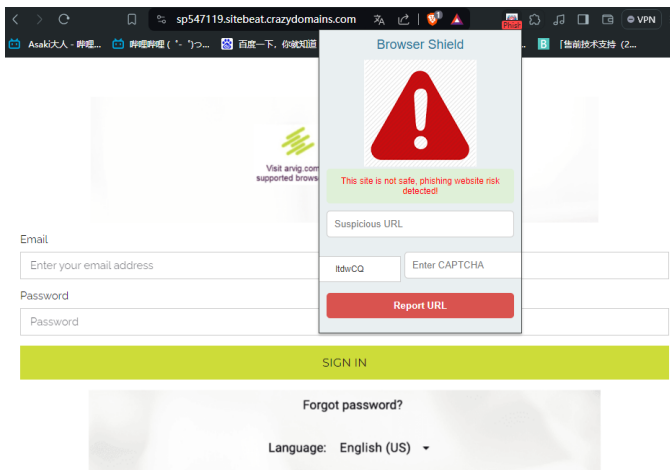 sp547119.sitebeat.crazydomains.com
1
Phish
VPN
Asaki大人 - 哔哩...
哔哩哔哩 ( ゜- ゜)つ...
百度一下，你就知道
B 「售前技术支持 (2...
Browser Shield
Visit arvig.com
supported brows
This site is not safe, phishing website risk
detected!
Suspicious URL
Email
Enter your email address
ltdwCQ
Enter CAPTCHA
Password
Password
Report URL
SIGN IN
Forgot password?
Language: English (US)